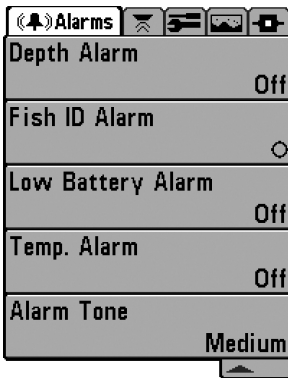 Alarms
Depth Alarm
Off
Fish ID Alarm
Low Battery Alarm
Off
Temp. Alarm
Off
Alarm Tone
Medium